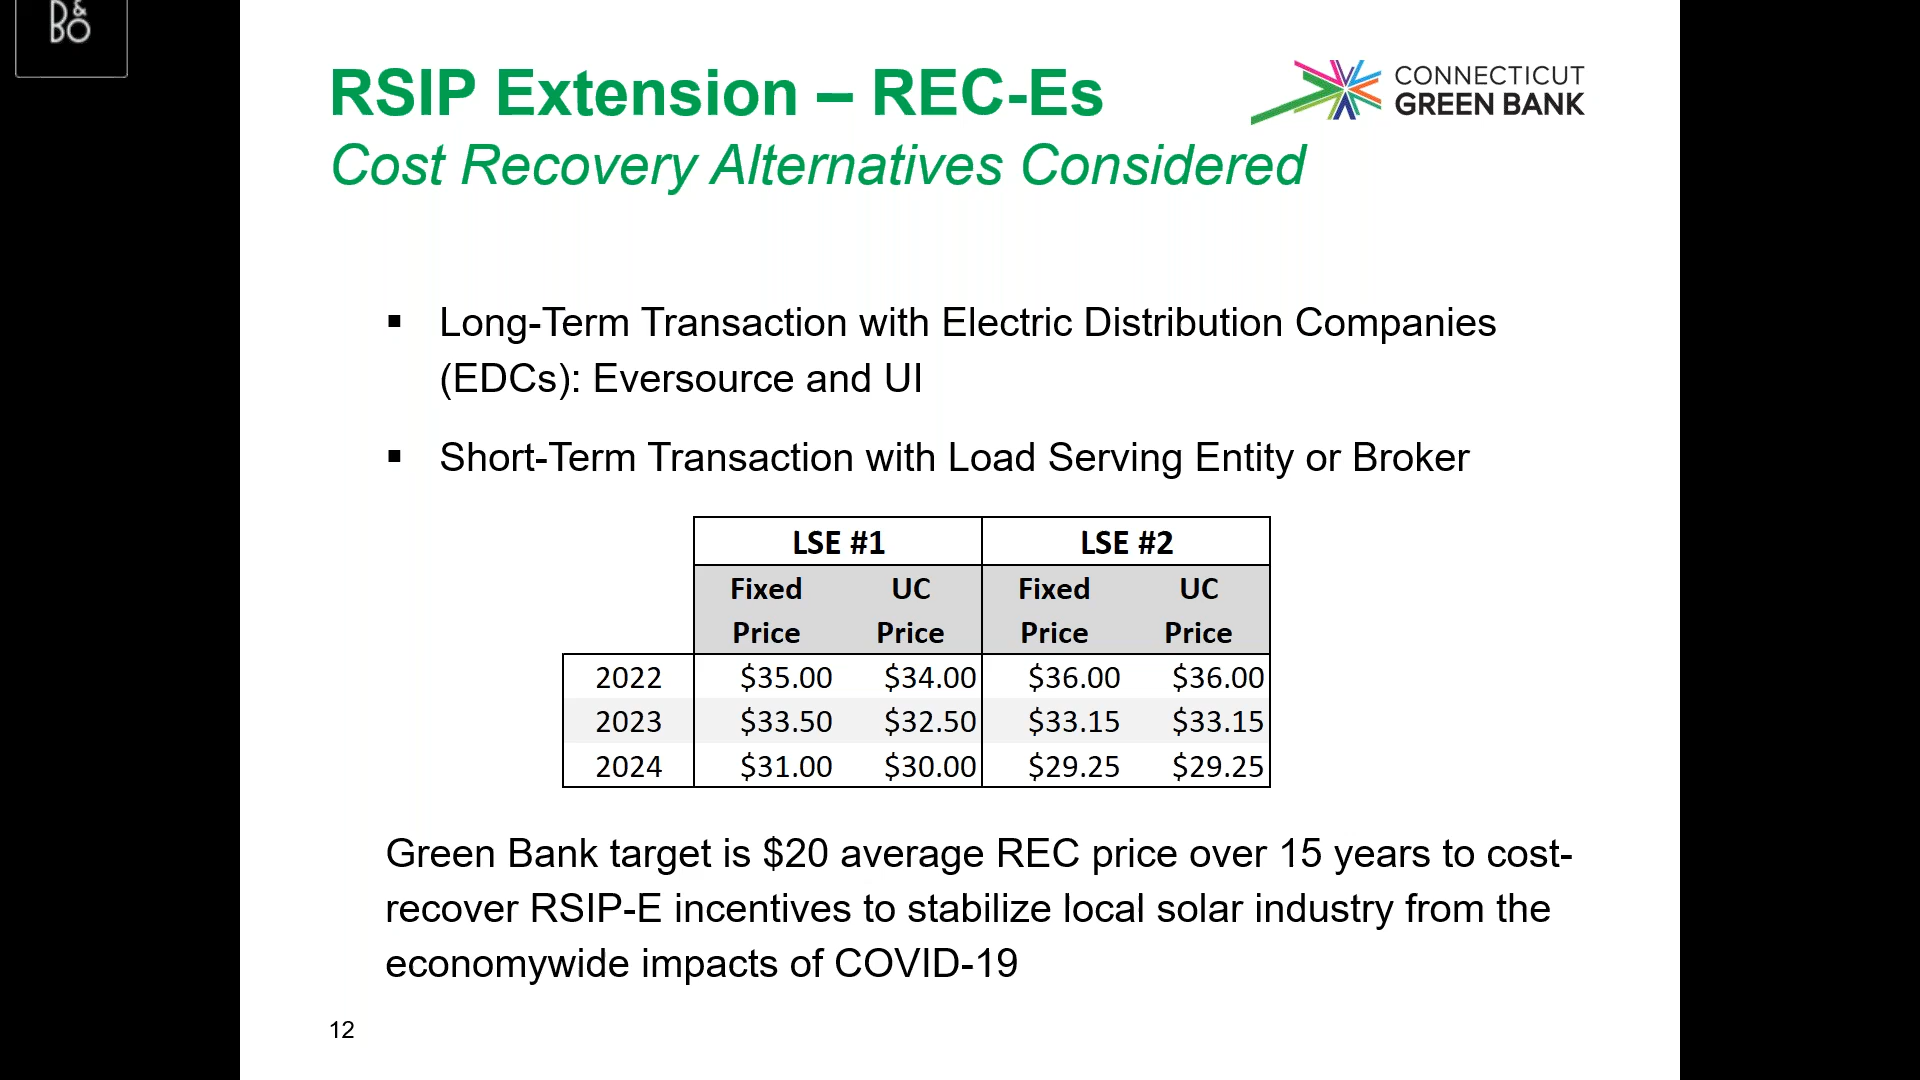 B&
BO
RSIP Extension – REC-Es
CONNECTICUT
GREEN BANK
Cost Recovery Alternatives Considered
▪ Long-Term Transaction with Electric Distribution Companies
(EDCs): Eversource and UI
▪ Short-Term Transaction with Load Serving Entity or Broker
LSE #1 LSE #2
Fixed UC Fixed UC
Price Price Price Price
2022 $35.00 $34.00 $36.00 $36.00
2023 $33.50 $32.50 $33.15 $33.15
2024 $31.00 $30.00 $29.25 $29.25
Green Bank target is $20 average REC price over 15 years to cost-
recover RSIP-E incentives to stabilize local solar industry from the
economywide impacts of COVID-19
12